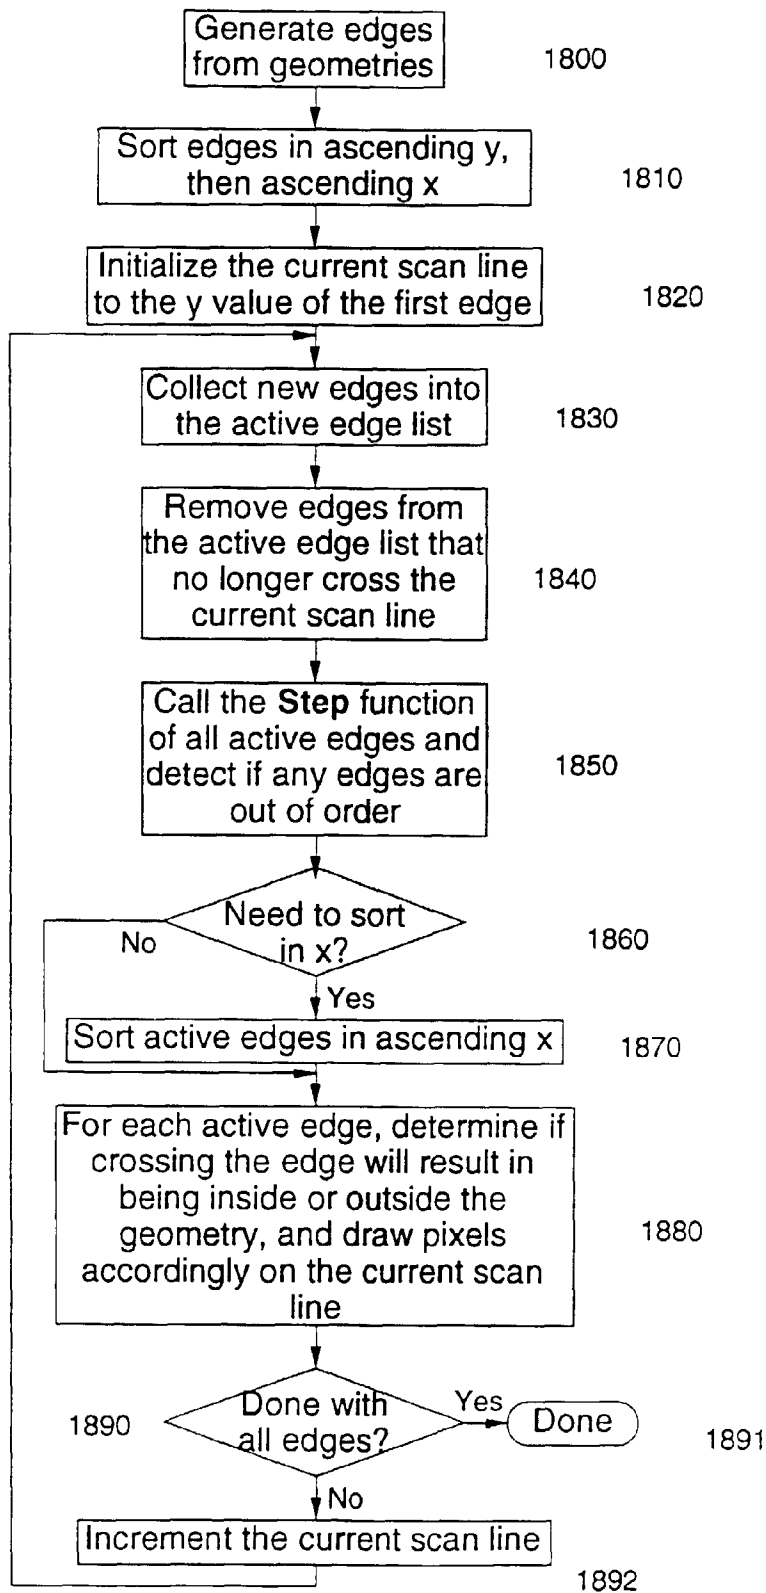 Generate edges
from geometries
1800
Sort edges in ascending y,
then ascending x
1810
Initialize the current scan line
to the y value of the first edge
1820
Collect new edges into
the active edge list
1830
Remove edges from
the active edge list that
no longer cross the
current scan line
1840
Call the Step function
of all active edges and
detect if any edges are
out of order
1850
Need to sort
in x?
1860
No
Yes
Sort active edges in ascending x
1870
For each active edge, determine if
crossing the edge will result in
being inside or outside the
geometry, and draw pixels
accordingly on the current scan
line
1880
1890
Done with
all edges?
Yes
Done
1891
No
Increment the current scan line
1892